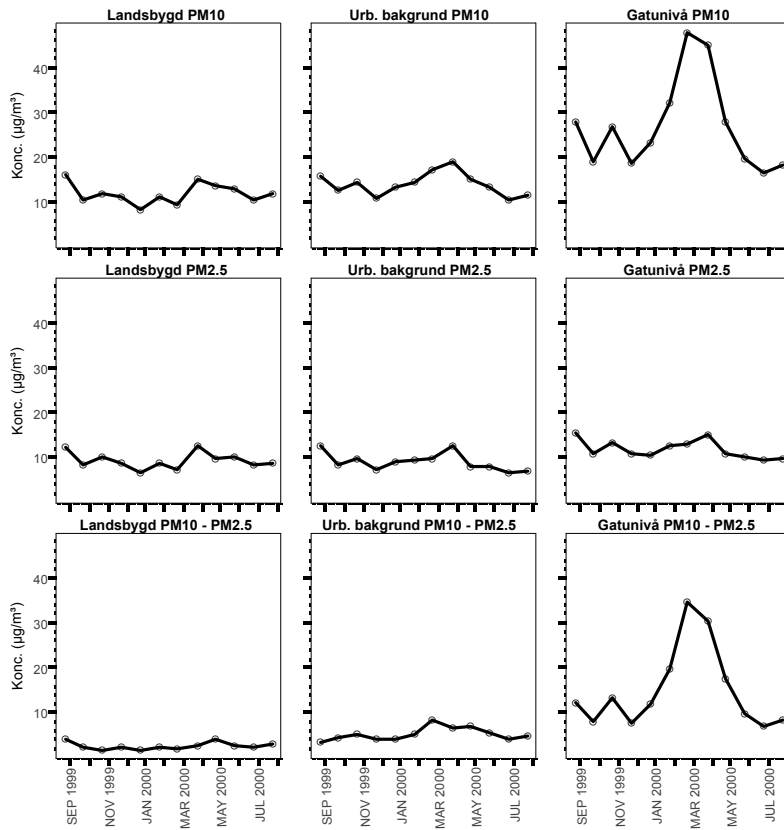 Landsbygd PM10
Urb. bakgrund PM10
Gatunivå PM10
Konc. (µg/m³)
40
30
20
10
Landsbygd PM2.5
Urb. bakgrund PM2.5
Gatunivå PM2.5
Konc. (µg/m³)
40
30
20
10
Landsbygd PM10 - PM2.5
Urb. bakgrund PM10 - PM2.5
Gatunivå PM10 - PM2.5
Konc. (µg/m³)
40
30
20
10
SEP 1999
NOV 1999
JAN 2000
MAR 2000
MAY 2000
JUL 2000
SEP 1999
NOV 1999
JAN 2000
MAR 2000
MAY 2000
JUL 2000
SEP 1999
NOV 1999
JAN 2000
MAR 2000
MAY 2000
JUL 2000